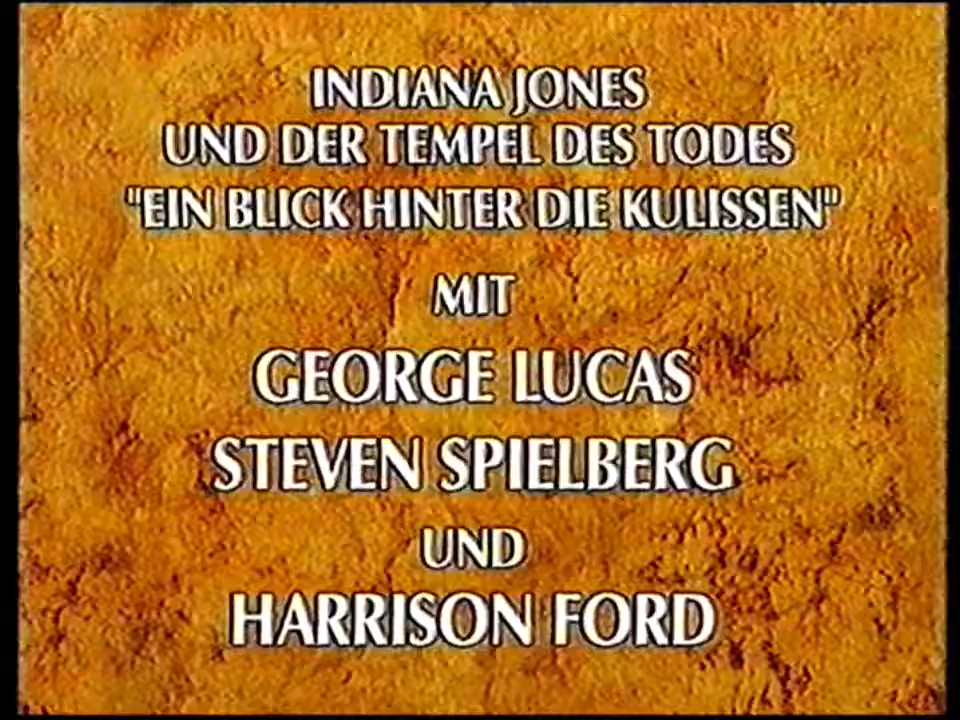 INDIANA JONES
UND DER TEMPEL DES TODES
"EIN BLICK HINTER DIE KULISSEN"
MIT
GEORGE LUCAS
STEVEN SPIELBERG
UND
HARRISON FORD